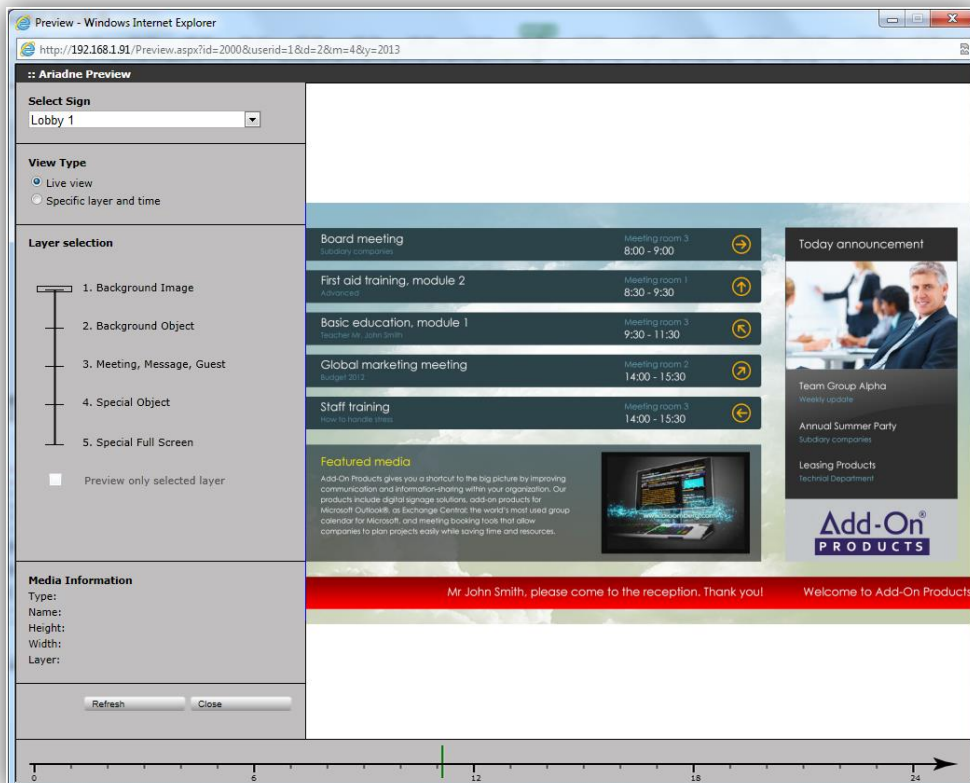 Preview - Windows Internet Explorer
http://192.168.1.91/Preview.aspx?id=2000&userid=1&d=2&m=4&y=2013
:: Ariadne Preview
Select Sign
Lobby 1
View Type
Live view
Specific layer and time
Layer selection
1. Background Image
2. Background Object
3. Meeting, Message, Guest
4. Special Object
5. Special Full Screen
Preview only selected layer
Media Information
Type:
Name:
Height:
Width:
Layer:
Refresh
Close
Board meeting
Subdiary companies
Meeting room 3
8:00 - 9:00
First aid training, module 2
Advanced
Meeting room 1
8:30 - 9:30
Basic education, module 1
Teacher Mr. John Smith
Meeting room 3
9:30 - 11:30
Global marketing meeting
Budget 2012
Meeting room 2
14:00 - 15:30
Staff training
How to handle stress
Meeting room 3
14:00 - 15:30
Featured media
Add-On Products gives you a shortcut to the big picture by improving
communication and information-sharing within your organization. Our
products include digital signage solutions, add-on products for
Microsoft Outlook®, as Exchange Central; the world's most used group
calendar for Microsoft, and meeting booking tools that allow
companies to plan projects easily while saving time and resources.
Today announcement
Team Group Alpha
Weekly update
Annual Summer Party
Subdiary companies
Leasing Products
Technial Department
Add-On®
PRODUCTS
Mr John Smith, please come to the reception. Thank you!
Welcome to Add-On Products
0
6
12
18
24